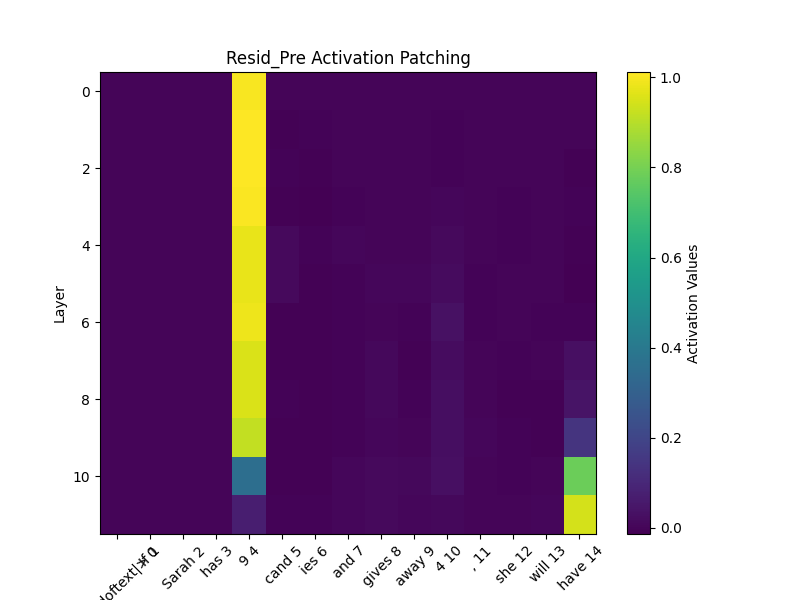 Resid_Pre Activation Patching
Layer
0
2
4
6
8
10
If 1
Sarah 2
has 3
9 4
cand 5
ies 6
and 7
gives 8
away 9
4 10
, 11
she 12
will 13
have 14
1.0
0.8
0.6
0.4
0.2
0.0
Activation Values